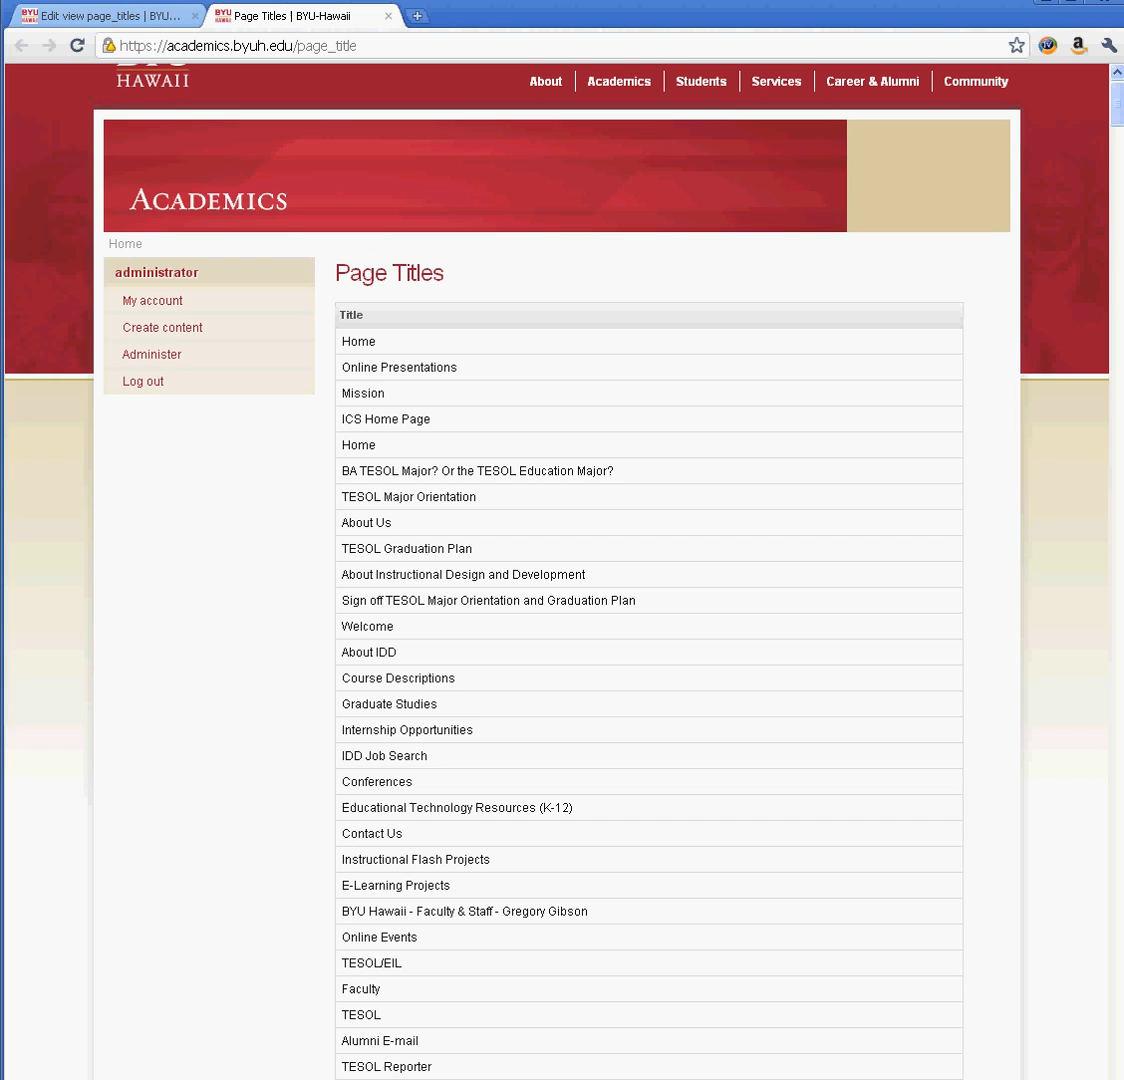 Edit view page_titles | BYU...
Page Titles | BYU-Hawaii
https://academics.byuh.edu/page_title
HAWAII
About
Academics
Students
Services
Career & Alumni
Community
ACADEMICS
Home
administrator
My account
Create content
Administer
Log out
Page Titles
Title
Home
Online Presentations
Mission
ICS Home Page
Home
BA TESOL Major? Or the TESOL Education Major?
TESOL Major Orientation
About Us
TESOL Graduation Plan
About Instructional Design and Development
Sign off TESOL Major Orientation and Graduation Plan
Welcome
About IDD
Course Descriptions
Graduate Studies
Internship Opportunities
IDD Job Search
Conferences
Educational Technology Resources (K-12)
Contact Us
Instructional Flash Projects
E-Learning Projects
BYU Hawaii - Faculty & Staff - Gregory Gibson
Online Events
TESOL/EIL
Faculty
TESOL
Alumni E-mail
TESOL Reporter